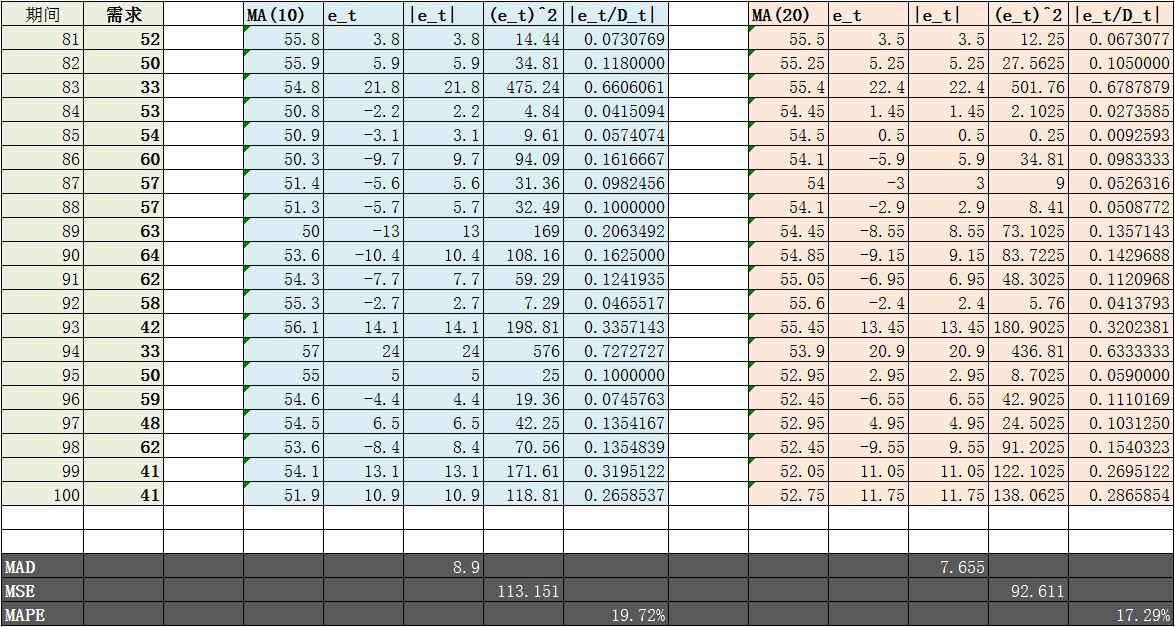 期间 需求 MA(10) e_t |e_t| (e_t)^2 |e_t/D_t| MA(20) e_t |e_t| (e_t)^2 |e_t/D_t|
81 52 55.8 3.8 3.8 14.44 0.0730769 55.5 3.5 3.5 12.25 0.0673077
82 50 55.9 5.9 5.9 34.81 0.1180000 55.25 5.25 5.25 27.5625 0.1050000
83 33 54.8 21.8 21.8 475.24 0.6606061 55.4 22.4 22.4 501.76 0.6787879
84 53 50.8 -2.2 2.2 4.84 0.0415094 54.45 1.45 1.45 2.1025 0.0273585
85 54 50.9 -3.1 3.1 9.61 0.0574074 54.5 0.5 0.5 0.25 0.0092593
86 60 50.3 -9.7 9.7 94.09 0.1616667 54.1 -5.9 5.9 34.81 0.0983333
87 57 51.4 -5.6 5.6 31.36 0.0982456 54 -3 3 9 0.0526316
88 57 51.3 -5.7 5.7 32.49 0.1000000 54.1 -2.9 2.9 8.41 0.0508772
89 63 50 -13 13 169 0.2063492 54.45 -8.55 8.55 73.1025 0.1357143
90 64 53.6 -10.4 10.4 108.16 0.1625000 54.85 -9.15 9.15 83.7225 0.1429688
91 62 54.3 -7.7 7.7 59.29 0.1241935 55.05 -6.95 6.95 48.3025 0.1120968
92 58 55.3 -2.7 2.7 7.29 0.0465517 55.6 -2.4 2.4 5.76 0.0413793
93 42 56.1 14.1 14.1 198.81 0.3357143 55.45 13.45 13.45 180.9025 0.3202381
94 33 57 24 24 576 0.7272727 53.9 20.9 20.9 436.81 0.6333333
95 50 55 5 5 25 0.1000000 52.95 2.95 2.95 8.7025 0.0590000
96 59 54.6 -4.4 4.4 19.36 0.0745763 52.45 -6.55 6.55 42.9025 0.1110169
97 48 54.5 6.5 6.5 42.25 0.1354167 52.95 4.95 4.95 24.5025 0.1031250
98 62 53.6 -8.4 8.4 70.56 0.1354839 52.45 -9.55 9.55 91.2025 0.1540323
99 41 54.1 13.1 13.1 171.61 0.3195122 52.05 11.05 11.05 122.1025 0.2695122
100 41 51.9 10.9 10.9 118.81 0.2658537 52.75 11.75 11.75 138.0625 0.2865854
MAD 8.9 7.655
MSE 113.151 92.611
MAPE 19.72% 17.29%